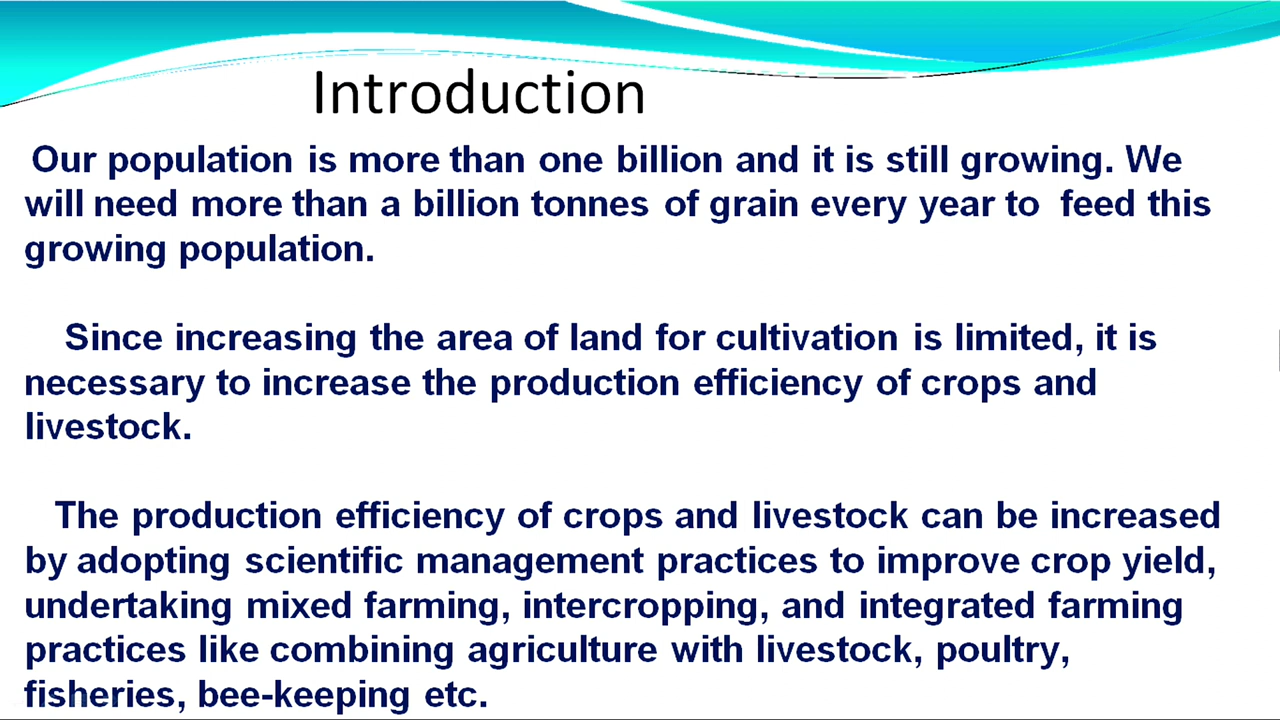 Introduction
Our population is more than one billion and it is still growing. We
will need more than a billion tonnes of grain every year to feed this
growing population.
Since increasing the area of land for cultivation is limited, it is
necessary to increase the production efficiency of crops and
livestock.
The production efficiency of crops and livestock can be increased
by adopting scientific management practices to improve crop yield,
undertaking mixed farming, intercropping, and integrated farming
practices like combining agriculture with livestock, poultry,
fisheries, bee-keeping etc.